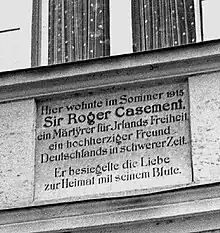 Hier wohnte im Sommer 1915
Sir Roger Casement,
ein Märtyrer für Jrlands Freiheit,
ein hochherziger Freund
Deutschlands in schwerer Zeit.
Er besiegelte die Liebe
zur Heimat mit seinem Blute.